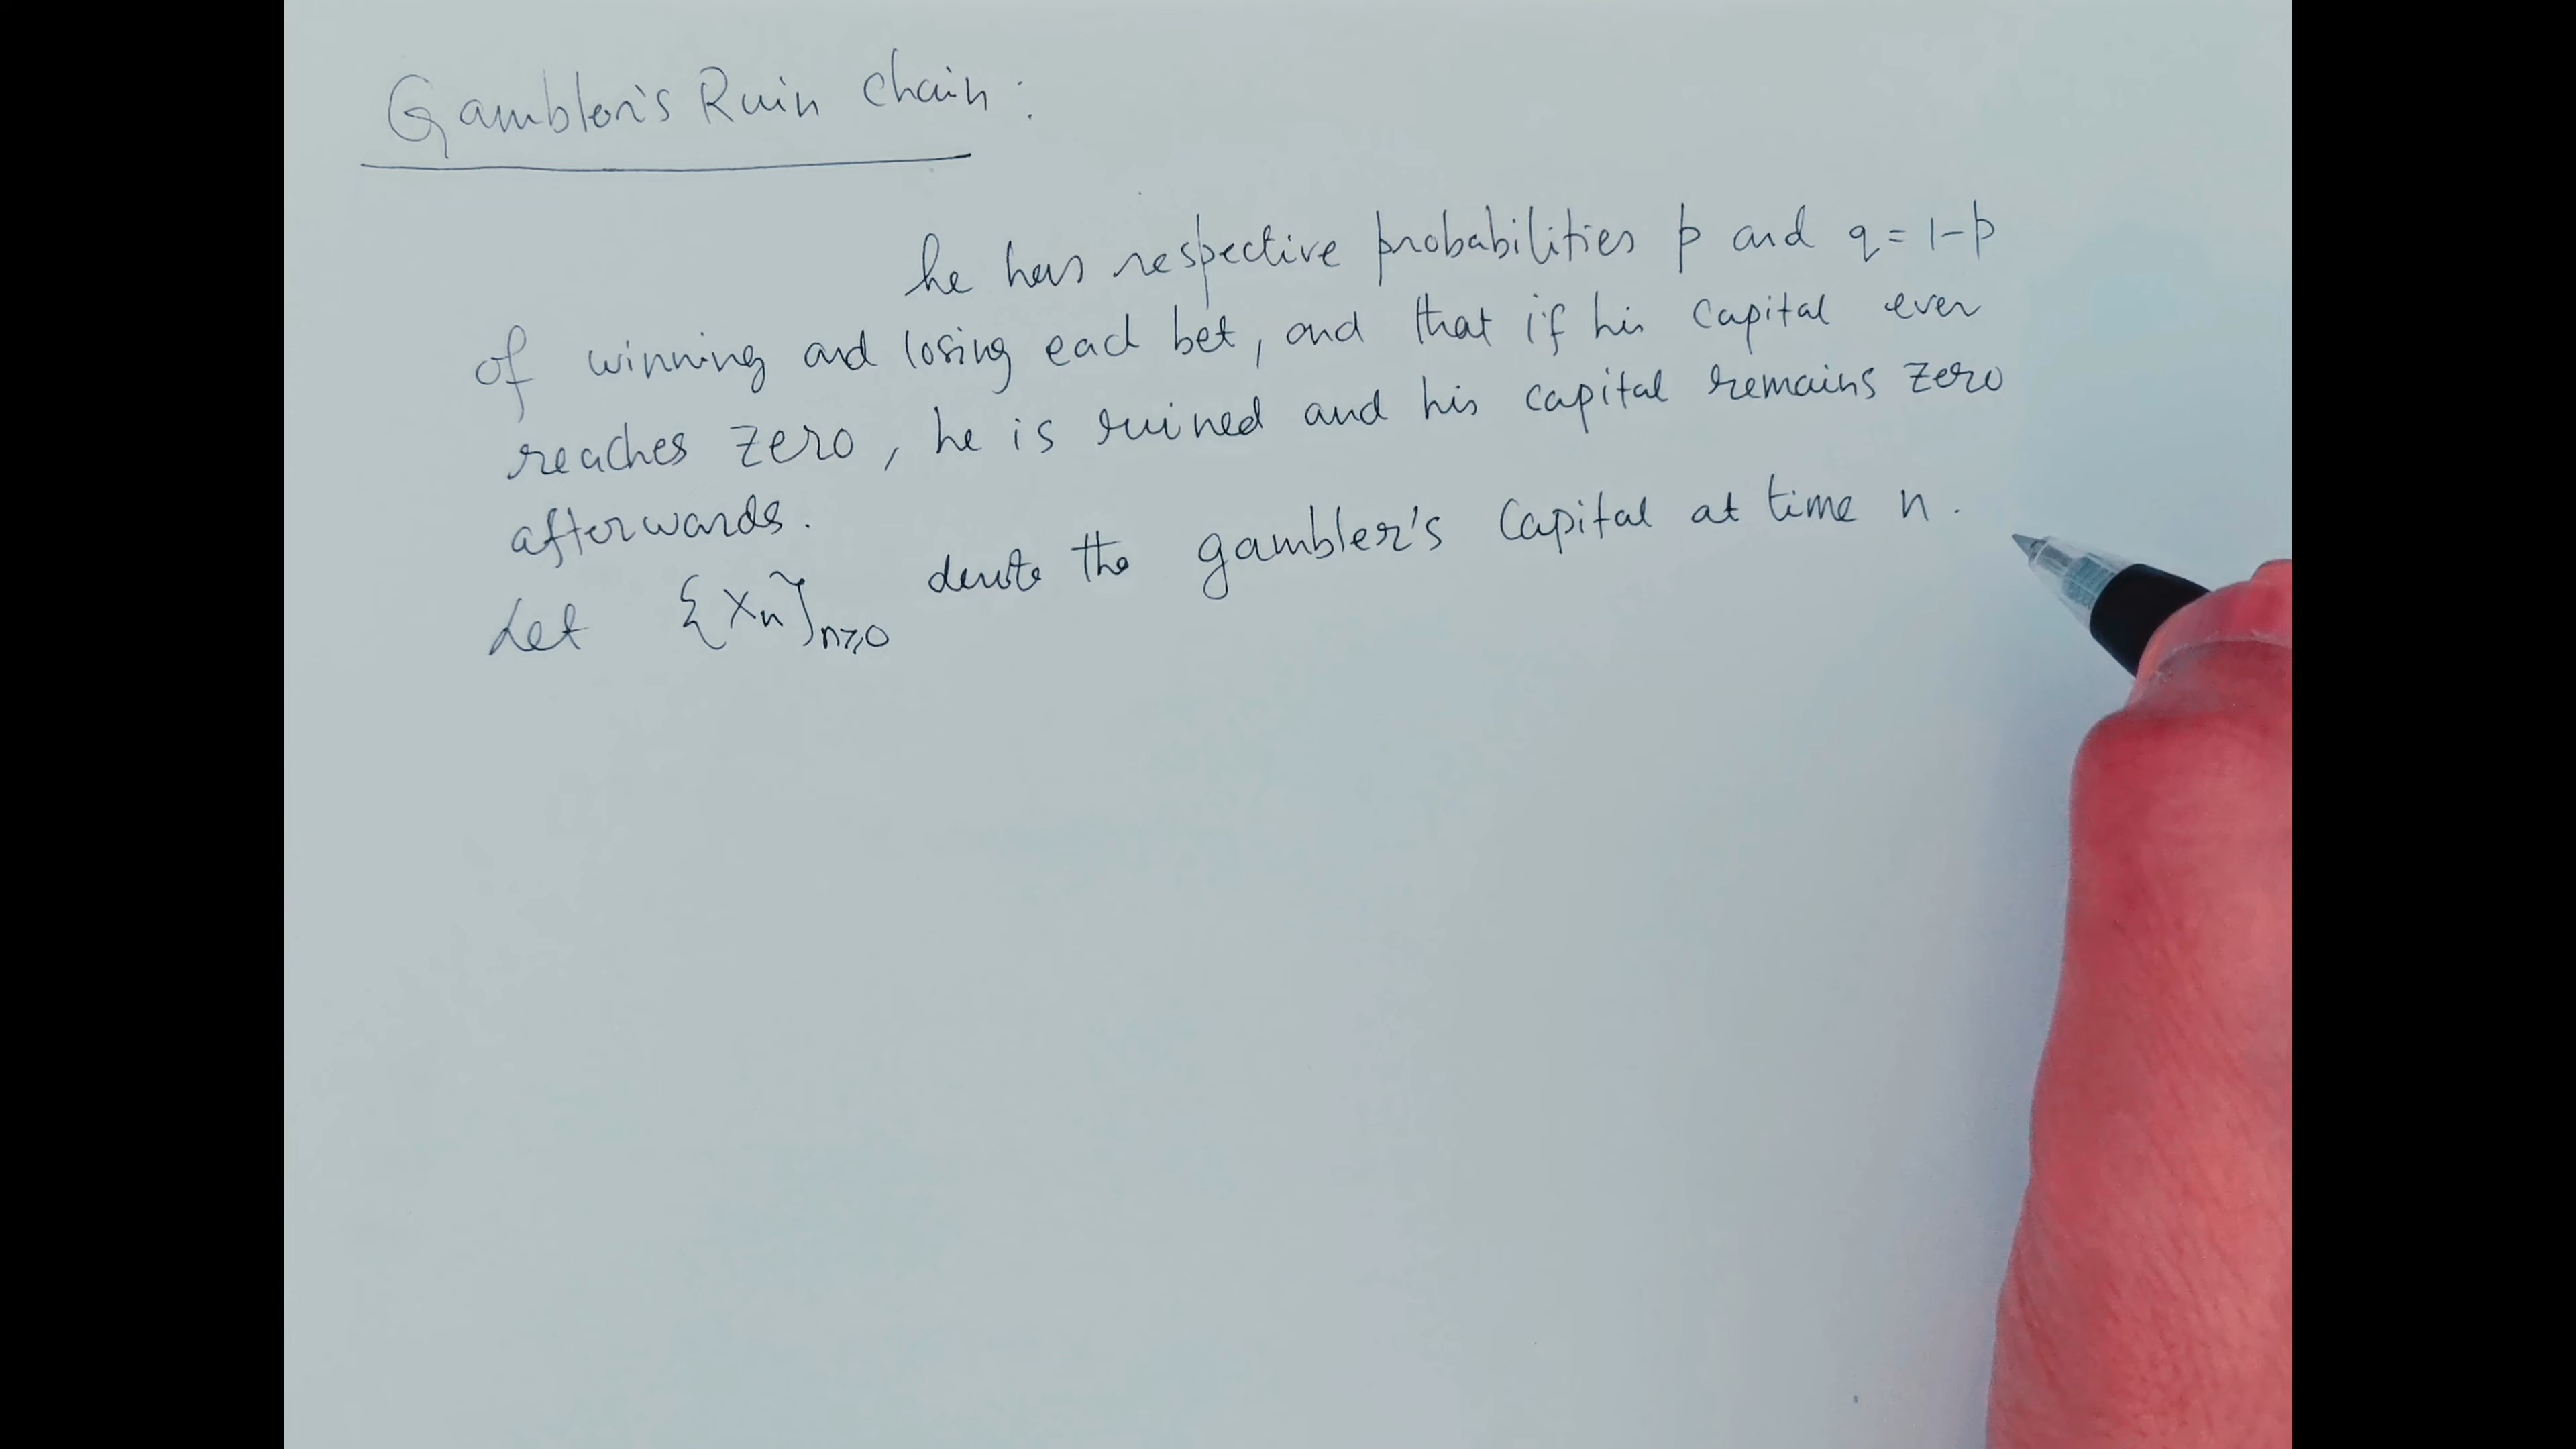 Gambler's Ruin chain:
he has respective probabilities p and q = 1-p
of winning and losing each bet, and that if his capital ever
reaches zero, he is ruined and his capital remains zero
afterwards.
Let {Xn}n≥0 denote the gambler's capital at time n.